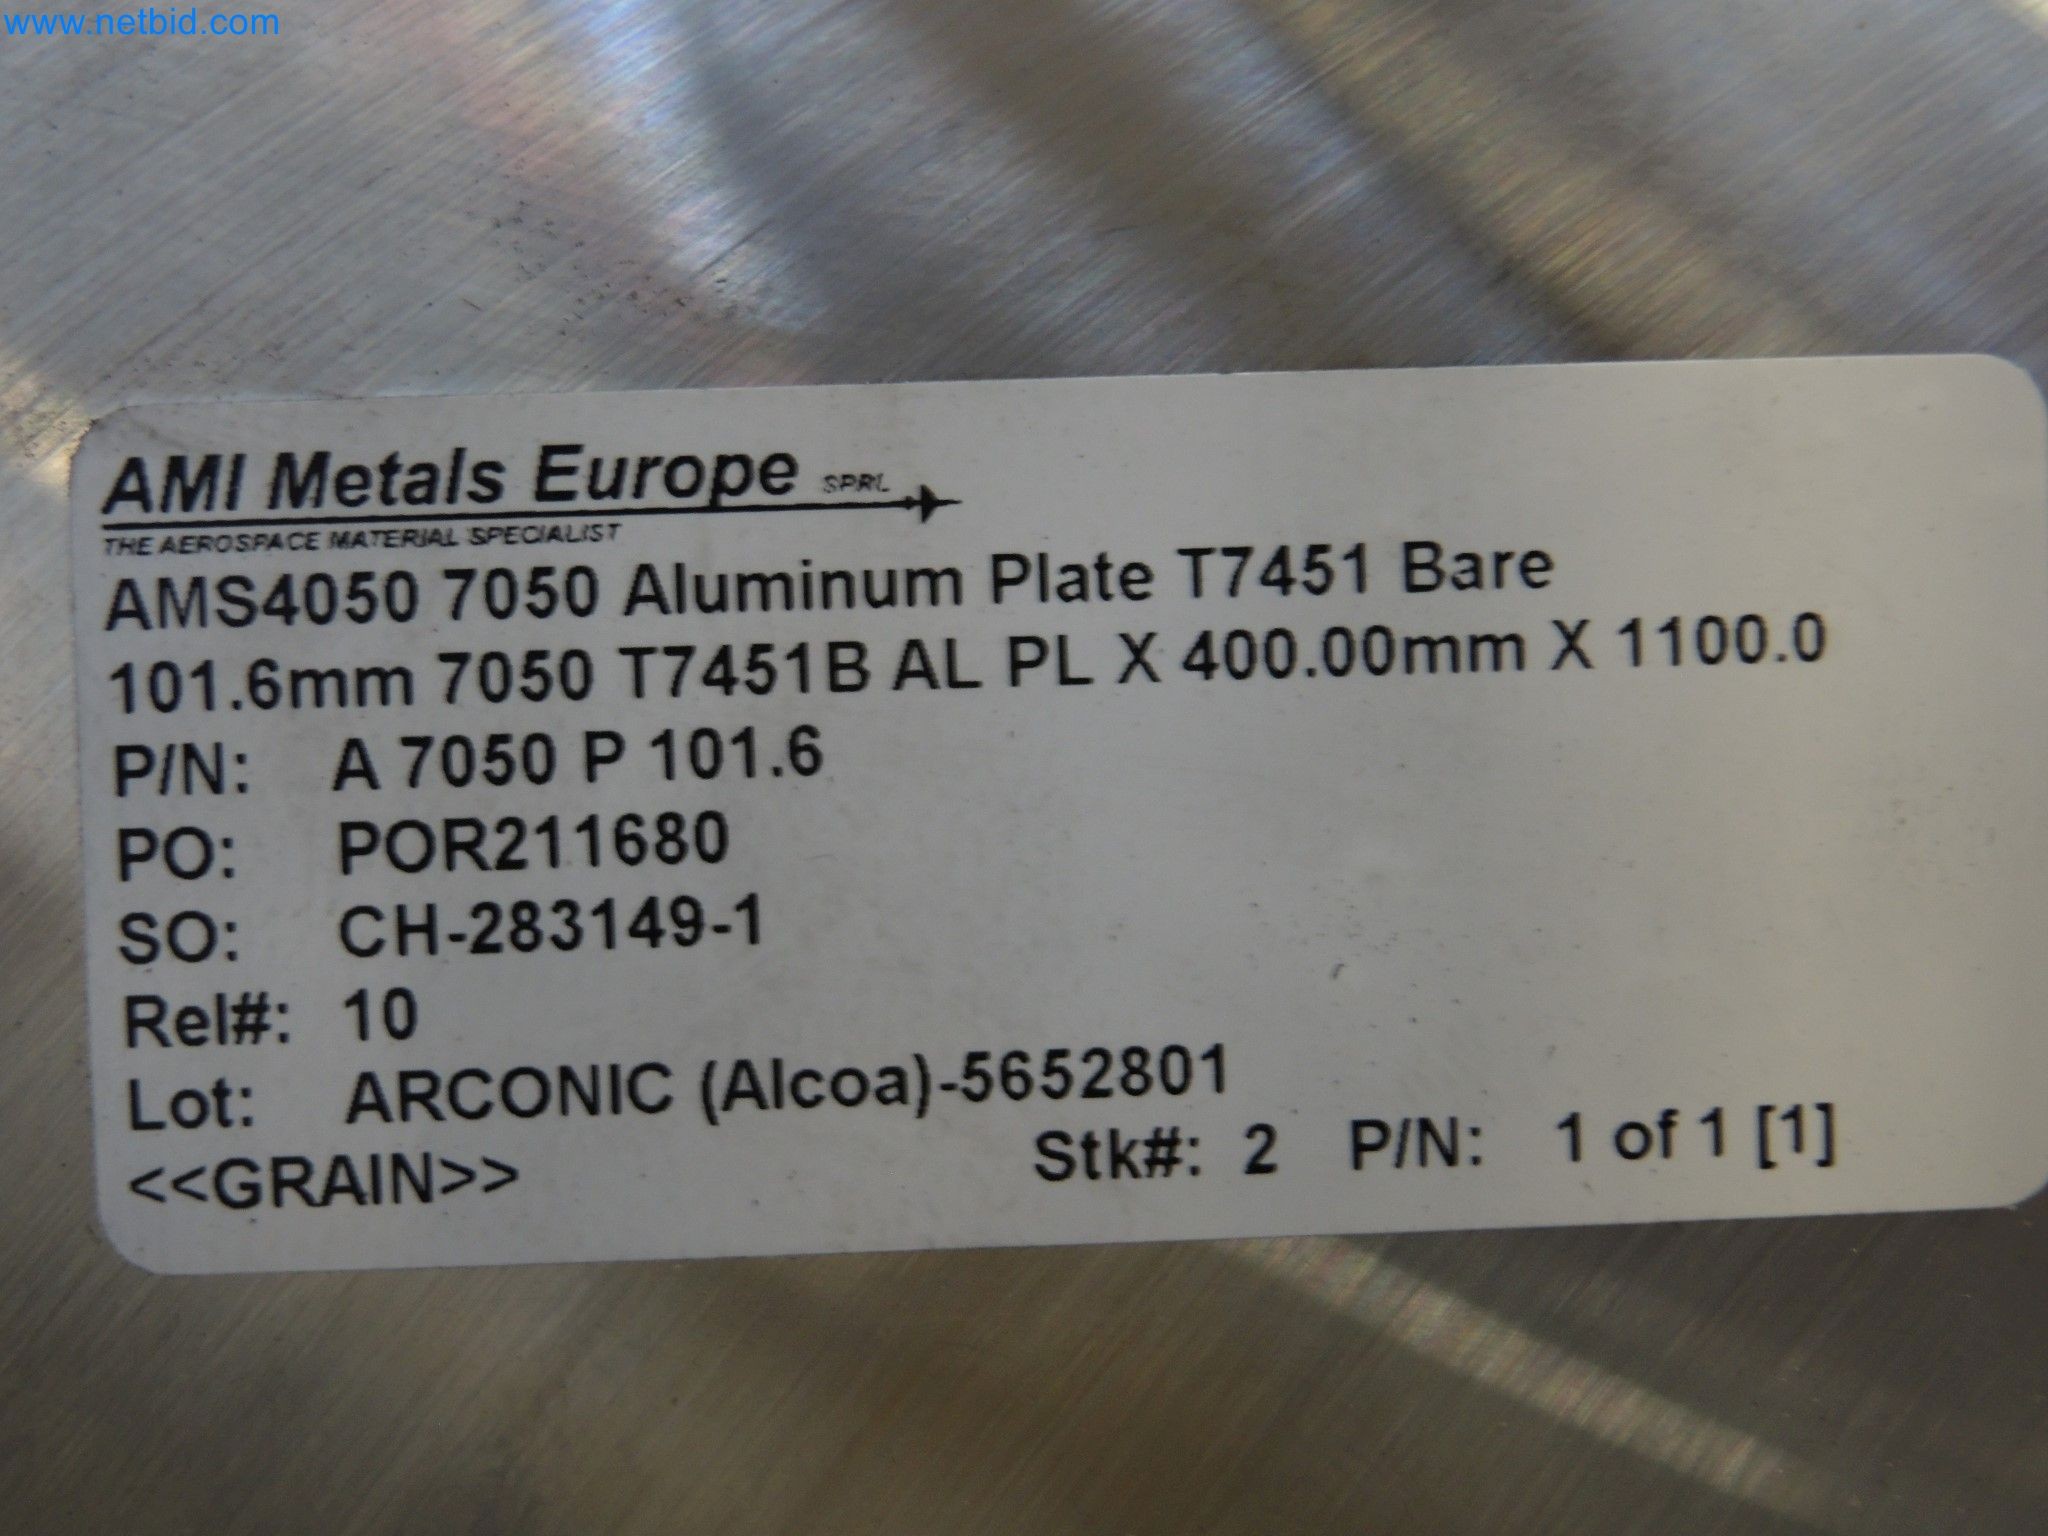 www.netbid.com
AMI Metals Europe SPRL
THE AEROSPACE MATERIAL SPECIALIST
AMS4050 7050 Aluminum Plate T7451 Bare
101.6mm 7050 T7451B AL PL X 400.00mm X 1100.0
P/N: A 7050 P 101.6
PO: POR211680
SO: CH-283149-1
Rel#: 10
Lot: ARCONIC (Alcoa)-5652801
<<GRAIN>> Stk#: 2 P/N: 1 of 1 [1]